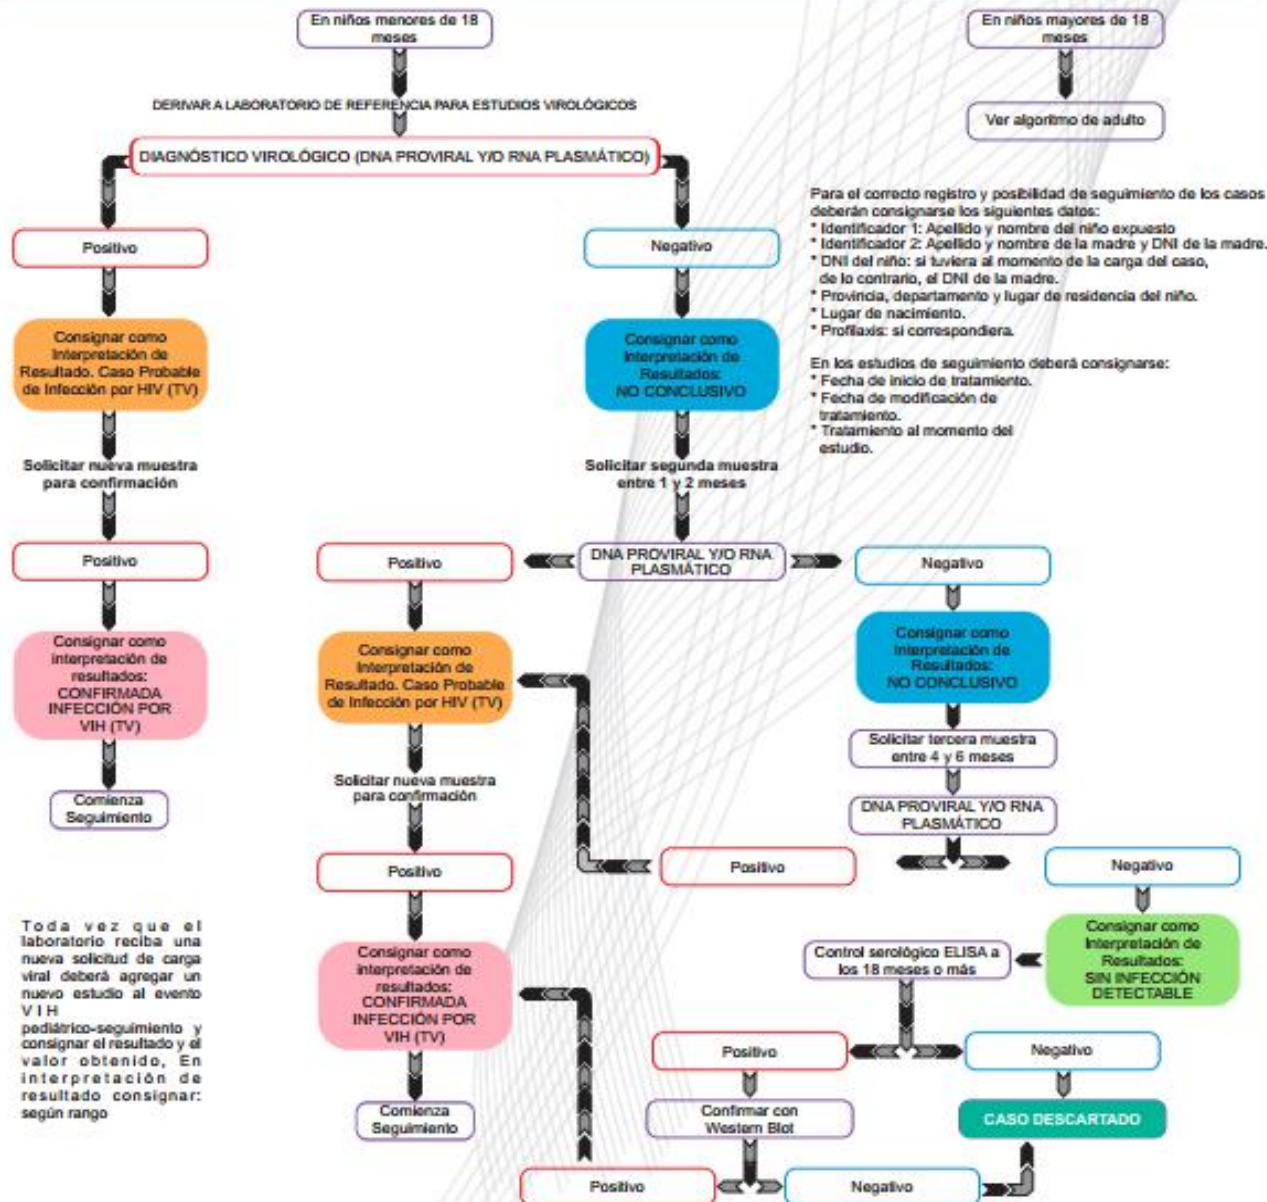 En niños menores de 18
meses
En niños mayores de 18
meses
DERIVAR A LABORATORIO DE REFERENCIA PARA ESTUDIOS VIROLÓGICOS
Ver algoritmo de adulto
DIAGNÓSTICO VIROLÓGICO (DNA PROVIRAL Y/O RNA PLASMÁTICO)
Para el correcto registro y posibilidad de seguimiento de los casos
deberán consignarse los siguientes datos:
* Identificador 1: Apellido y nombre del niño expuesto
* Identificador 2: Apellido y nombre de la madre y DNI de la madre.
* DNI del niño: si tuviera al momento de la carga del caso,
de lo contrario, el DNI de la madre.
* Provincia, departamento y lugar de residencia del niño.
* Lugar de nacimiento.
* Profilaxis: si correspondiera.
En los estudios de seguimiento deberá consignarse:
* Fecha de inicio de tratamiento.
* Fecha de modificación de
tratamiento.
* Tratamiento al momento del
estudio.
Positivo
Negativo
Consignar como
Interpretación de
Resultado. Caso Probable
de Infección por HIV (TV)
Consignar como
Interpretación de
Resultados:
NO CONCLUSIVO
Solicitar nueva muestra
para confirmación
Solicitar segunda muestra
entre 1 y 2 meses
Positivo
Positivo
DNA PROVIRAL Y/O RNA
PLASMÁTICO
Negativo
Consignar como
interpretación de
resultados:
CONFIRMADA
INFECCIÓN POR
VIH (TV)
Consignar como
Interpretación de
Resultado. Caso Probable
de Infección por HIV (TV)
Consignar como
Interpretación de
Resultados:
NO CONCLUSIVO
Solicitar tercera muestra
entre 4 y 6 meses
Comienza
Seguimiento
Solicitar nueva muestra
para confirmación
DNA PROVIRAL Y/O RNA
PLASMÁTICO
Positivo
Positivo
Negativo
Toda vez que el
laboratorio reciba una
nueva solicitud de carga
viral deberá agregar un
nuevo estudio al evento
VIH
pediátrico-seguimiento y
consignar el resultado y el
valor obtenido, En
interpretación de
resultado consignar:
según rango
Consignar como
interpretación de
resultados:
CONFIRMADA
INFECCIÓN POR
VIH (TV)
Control serológico ELISA a
los 18 meses o más
Consignar como
Interpretación de
Resultados:
SIN INFECCIÓN
DETECTABLE
Positivo
Negativo
Comienza
Seguimiento
Confirmar con
Western Blot
CASO DESCARTADO
Positivo
Negativo